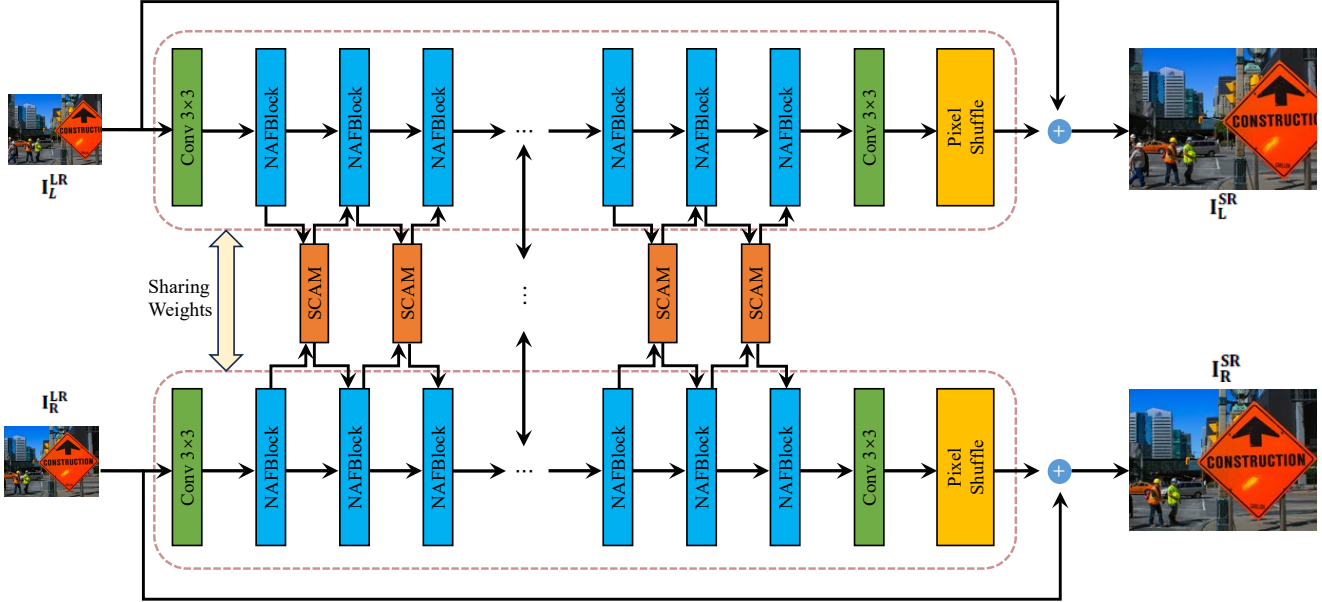 Conv 3×3
NAFBlock
NAFBlock
NAFBlock
...
NAFBlock
NAFBlock
NAFBlock
Conv 3×3
Pixel
Shuffle
+
CONSTRUCTION
I_L^LR
CONSTRUCTIO
I_L^SR
Sharing
Weights
SCAM
SCAM
...
SCAM
SCAM
I_R^LR
CONSTRUCTION
Conv 3×3
NAFBlock
NAFBlock
NAFBlock
...
NAFBlock
NAFBlock
NAFBlock
Conv 3×3
Pixel
Shuffle
+
I_R^SR
CONSTRUCTION